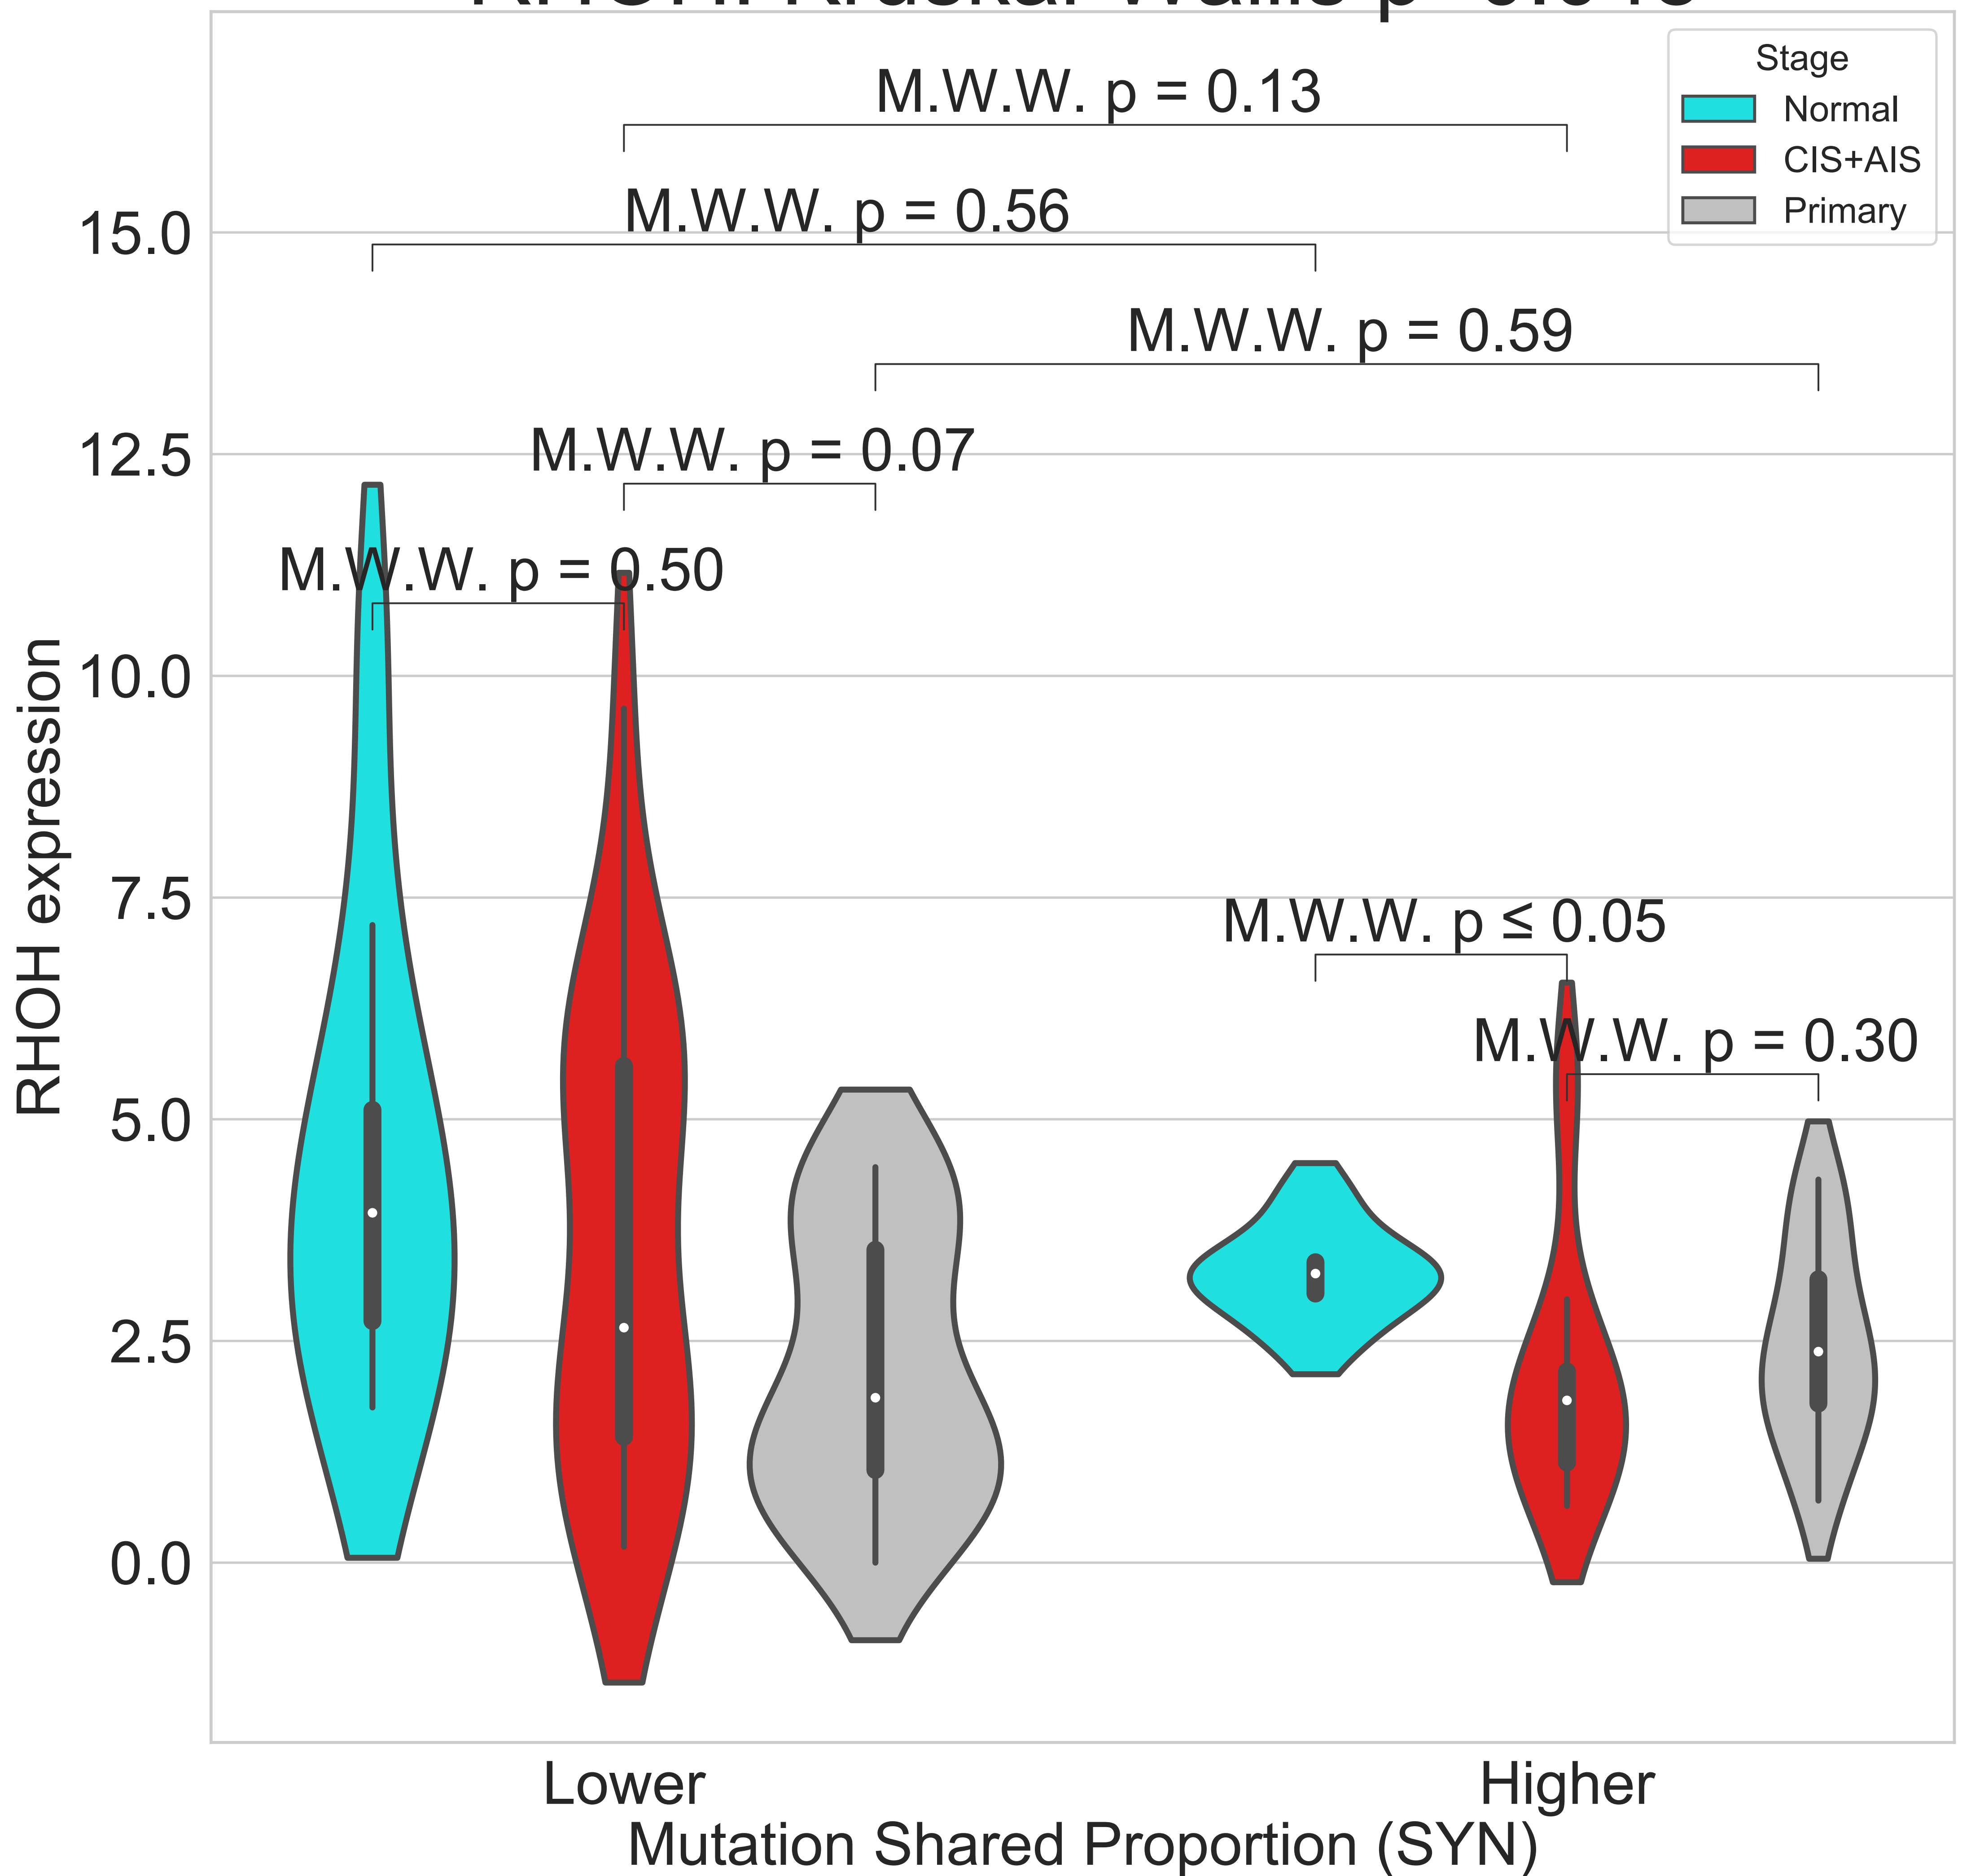 Stage
Normal
CIS+AIS
Primary
M.W.W. p = 0.13
M.W.W. p = 0.56
M.W.W. p = 0.59
M.W.W. p = 0.07
M.W.W. p = 0.50
M.W.W. p ≤ 0.05
M.W.W. p = 0.30
15.0
12.5
10.0
7.5
5.0
2.5
0.0
RHOH expression
Lower
Higher
Mutation Shared Proportion (SYN)